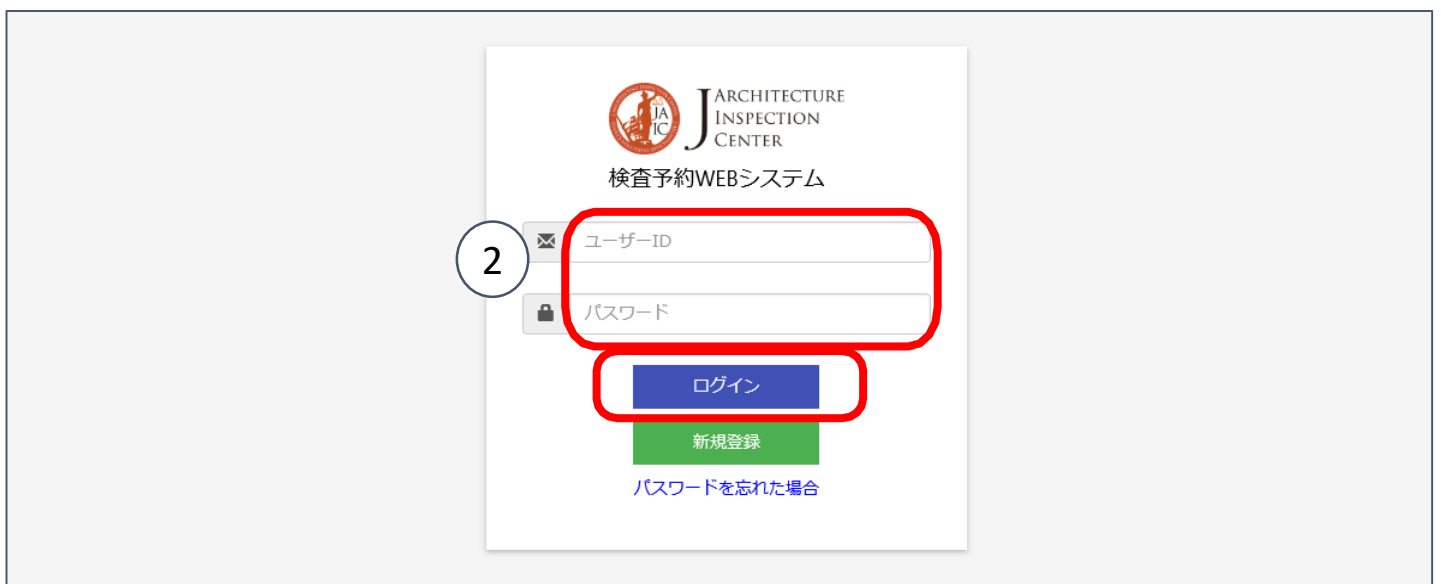 JA
IC
J ARCHITECTURE
INSPECTION
CENTER
検査予約WEBシステム
2
ユーザーID
パスワード
ログイン
新規登録
パスワードを忘れた場合